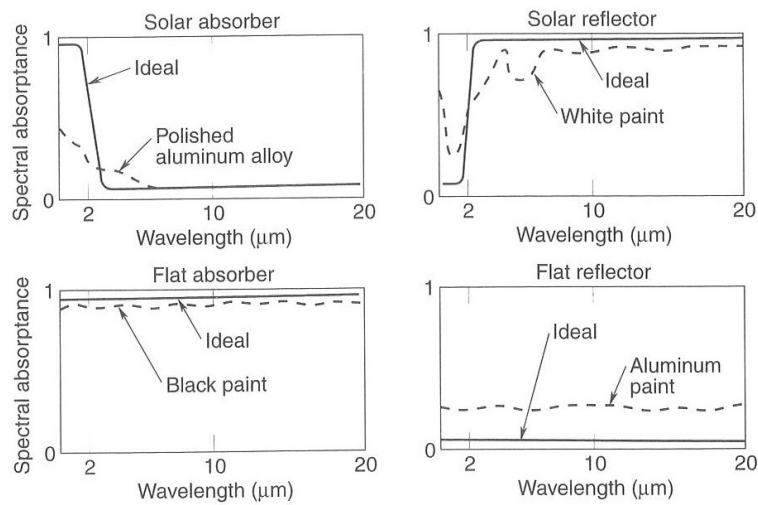 Solar absorber
Spectral absorptance
1
0
Ideal
Polished
aluminum alloy
2
10
20
Wavelength (μm)
Solar reflector
1
0
Ideal
White paint
2
10
20
Wavelength (μm)
Flat absorber
Spectral absorptance
1
0
Ideal
Black paint
2
10
20
Wavelength (μm)
Flat reflector
1
0
Ideal
Aluminum
paint
2
10
20
Wavelength (μm)